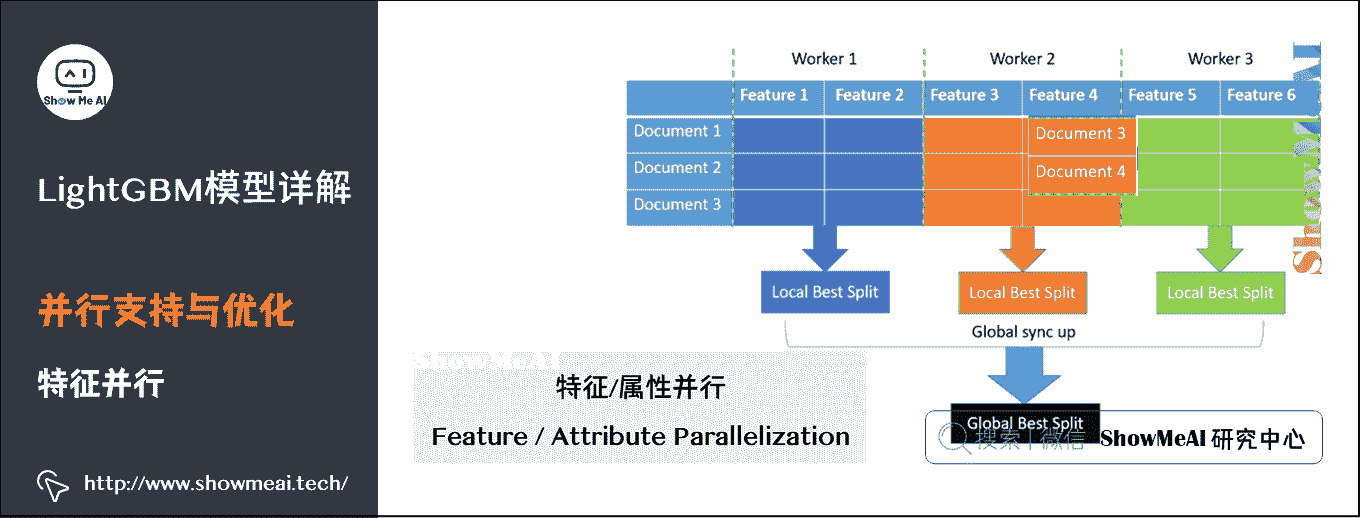 Show Me AI
LightGBM模型详解
并行支持与优化
特征并行
http://www.showmeai.tech/
Worker 1 Worker 2 Worker 3
Feature 1 Feature 2 Feature 3 Feature 4 Feature 5 Feature 6
Document 1
Document 3
Document 2
Document 4
Document 3
Local Best Split Local Best Split Local Best Split
Global sync up
Global Best Split
ShowMeAI
特征/属性并行
Feature / Attribute Parallelization
搜索 | 微信 ShowMeAI 研究中心
ShowMeAI